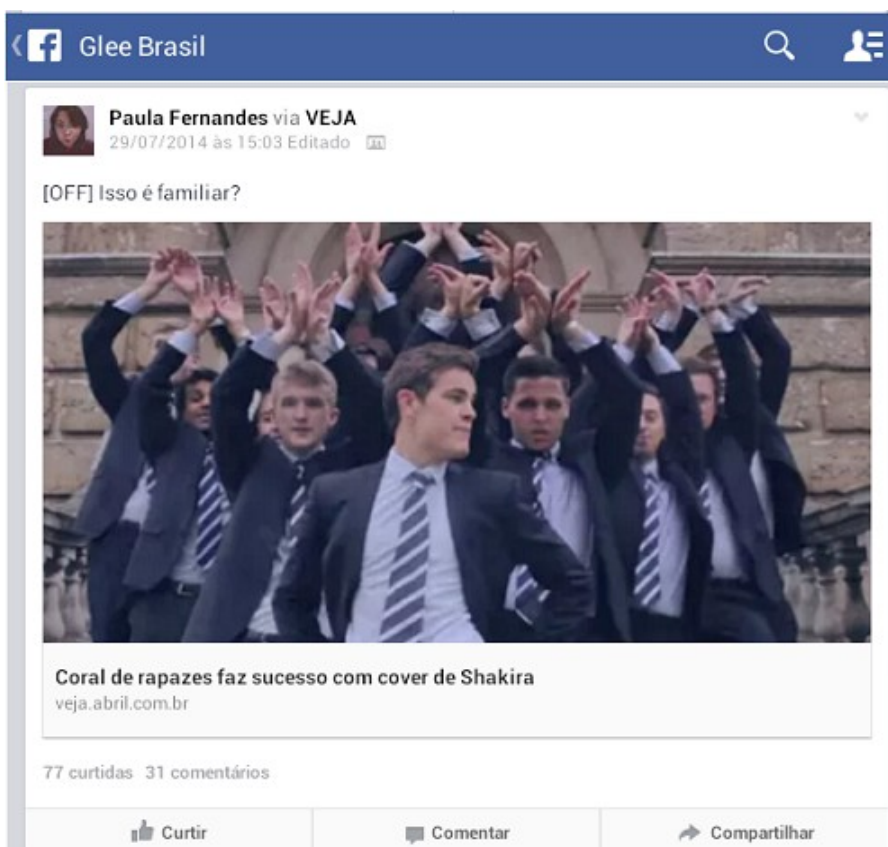 Glee Brasil
Paula Fernandes via VEJA
29/07/2014 às 15:03 Editado
[OFF] Isso é familiar?
Coral de rapazes faz sucesso com cover de Shakira
veja.abril.com.br
77 curtidas 31 comentários
Curtir Comentar Compartilhar